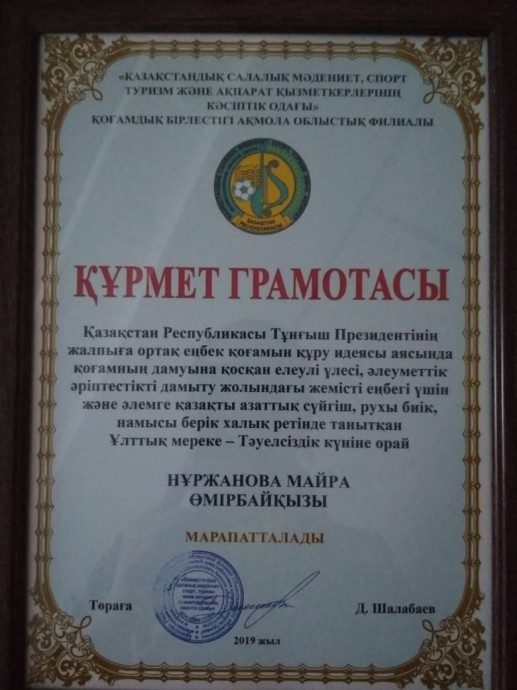 «ҚАЗАҚСТАНДЫҚ САЛАЛЫҚ МӘДЕНИЕТ, СПОРТ
ТУРИЗМ ЖӘНЕ АҚПАРАТ ҚЫЗМЕТКЕРЛЕРІНІҢ
КӘСІПТІК ОДАҒЫ»
ҚОҒАМДЫҚ БІРЛЕСТІГІ АҚМОЛА ОБЛЫСТЫҚ ФИЛИАЛЫ
ҚАЗАҚСТАН
РЕСПУБЛИКАСЫ
ҚҰРМЕТ ГРАМОТАСЫ
Қазақстан Республикасы Тұңғыш Президентінің
жалпыға ортақ еңбек қоғамын құру идеясы аясында
қоғамның дамуына қосқан елеулі үлесі, әлеуметтік
әріптестікті дамыту жолындағы жемісті еңбегі үшін
және әлемге қазақты азаттық сүйгіш, рухы биік,
намысы берік халық ретінде танытқан
Ұлттық мереке – Тәуелсіздік күніне орай
НҰРЖАНОВА МАЙРА
ӨМІРБАЙҚЫЗЫ
МАРАПАТТАЛАДЫ
Төраға
Д. Шалабаев
2019 жыл